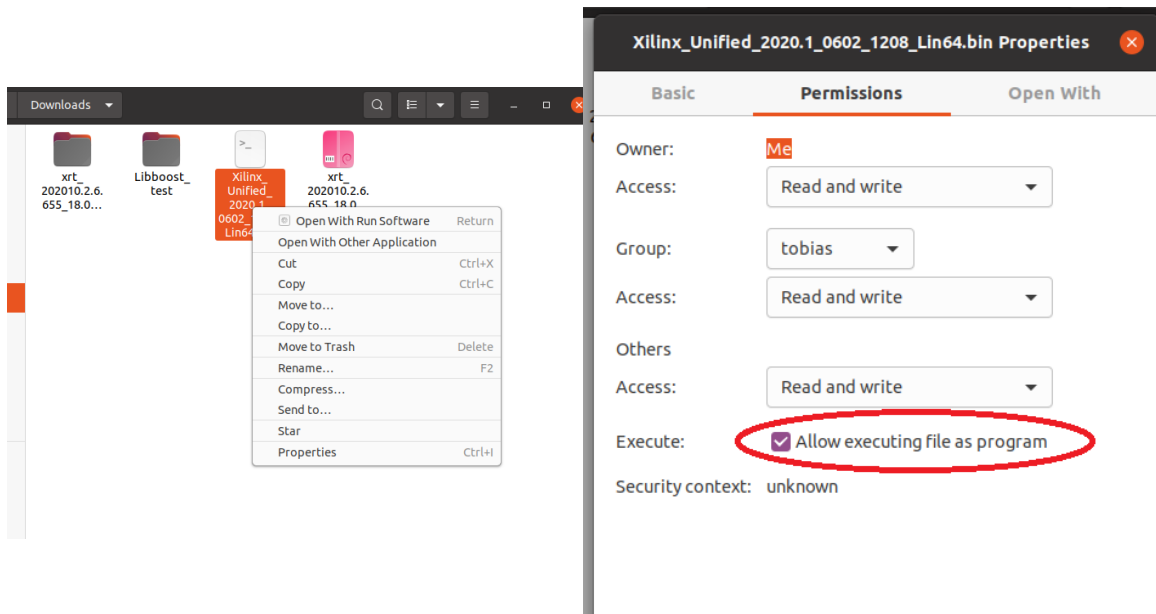 Downloads
xrt_
202010.2.6.
655_18.0...
Libboost_
test
Xilinx_
Unified_
2020.1_
0602_
Lin64
xrt_
202010.2.6.
655_18.0
Open With Run Software Return
Open With Other Application
Cut Ctrl+X
Copy Ctrl+C
Move to...
Copy to...
Move to Trash Delete
Rename... F2
Compress...
Send to...
Star
Properties Ctrl+I
Xilinx_Unified_2020.1_0602_1208_Lin64.bin Properties
Basic Permissions Open With
Owner: Me
Access: Read and write
Group: tobias
Access: Read and write
Others
Access: Read and write
Execute: Allow executing file as program
Security context: unknown